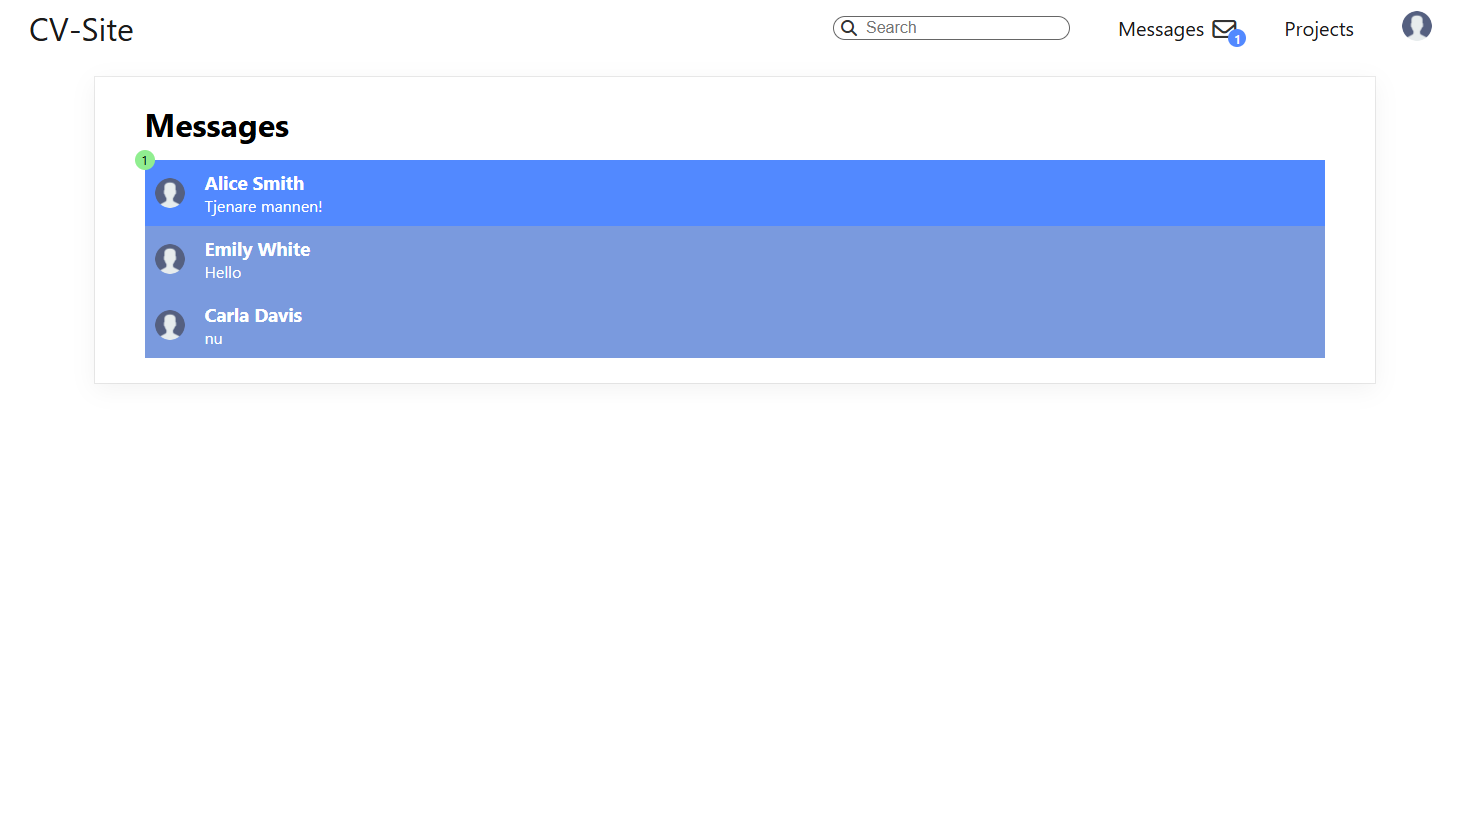 CV-Site
Search
Messages
1
Projects
Messages
1
Alice Smith
Tjenare mannen!
Emily White
Hello
Carla Davis
nu